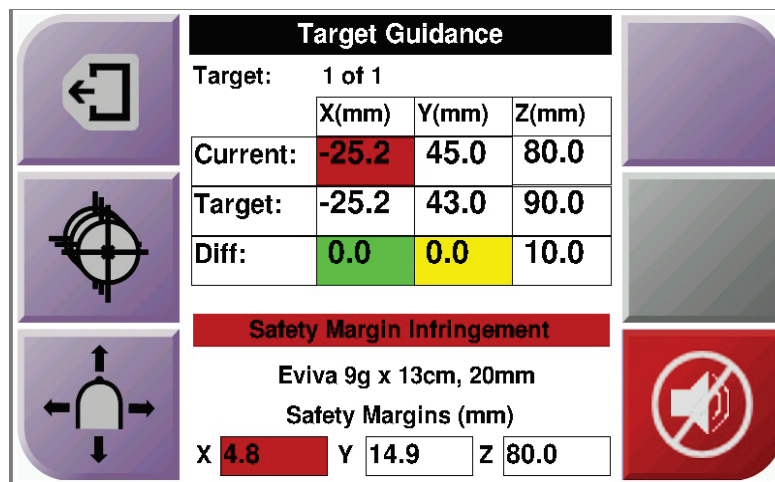 Target Guidance
Target: 1 of 1
X(mm) Y(mm) Z(mm)
Current: -25.2 45.0 80.0
Target: -25.2 43.0 90.0
Diff: 0.0 0.0 10.0
Safety Margin Infringement
Eviva 9g x 13cm, 20mm
Safety Margins (mm)
X 4.8 Y 14.9 Z 80.0